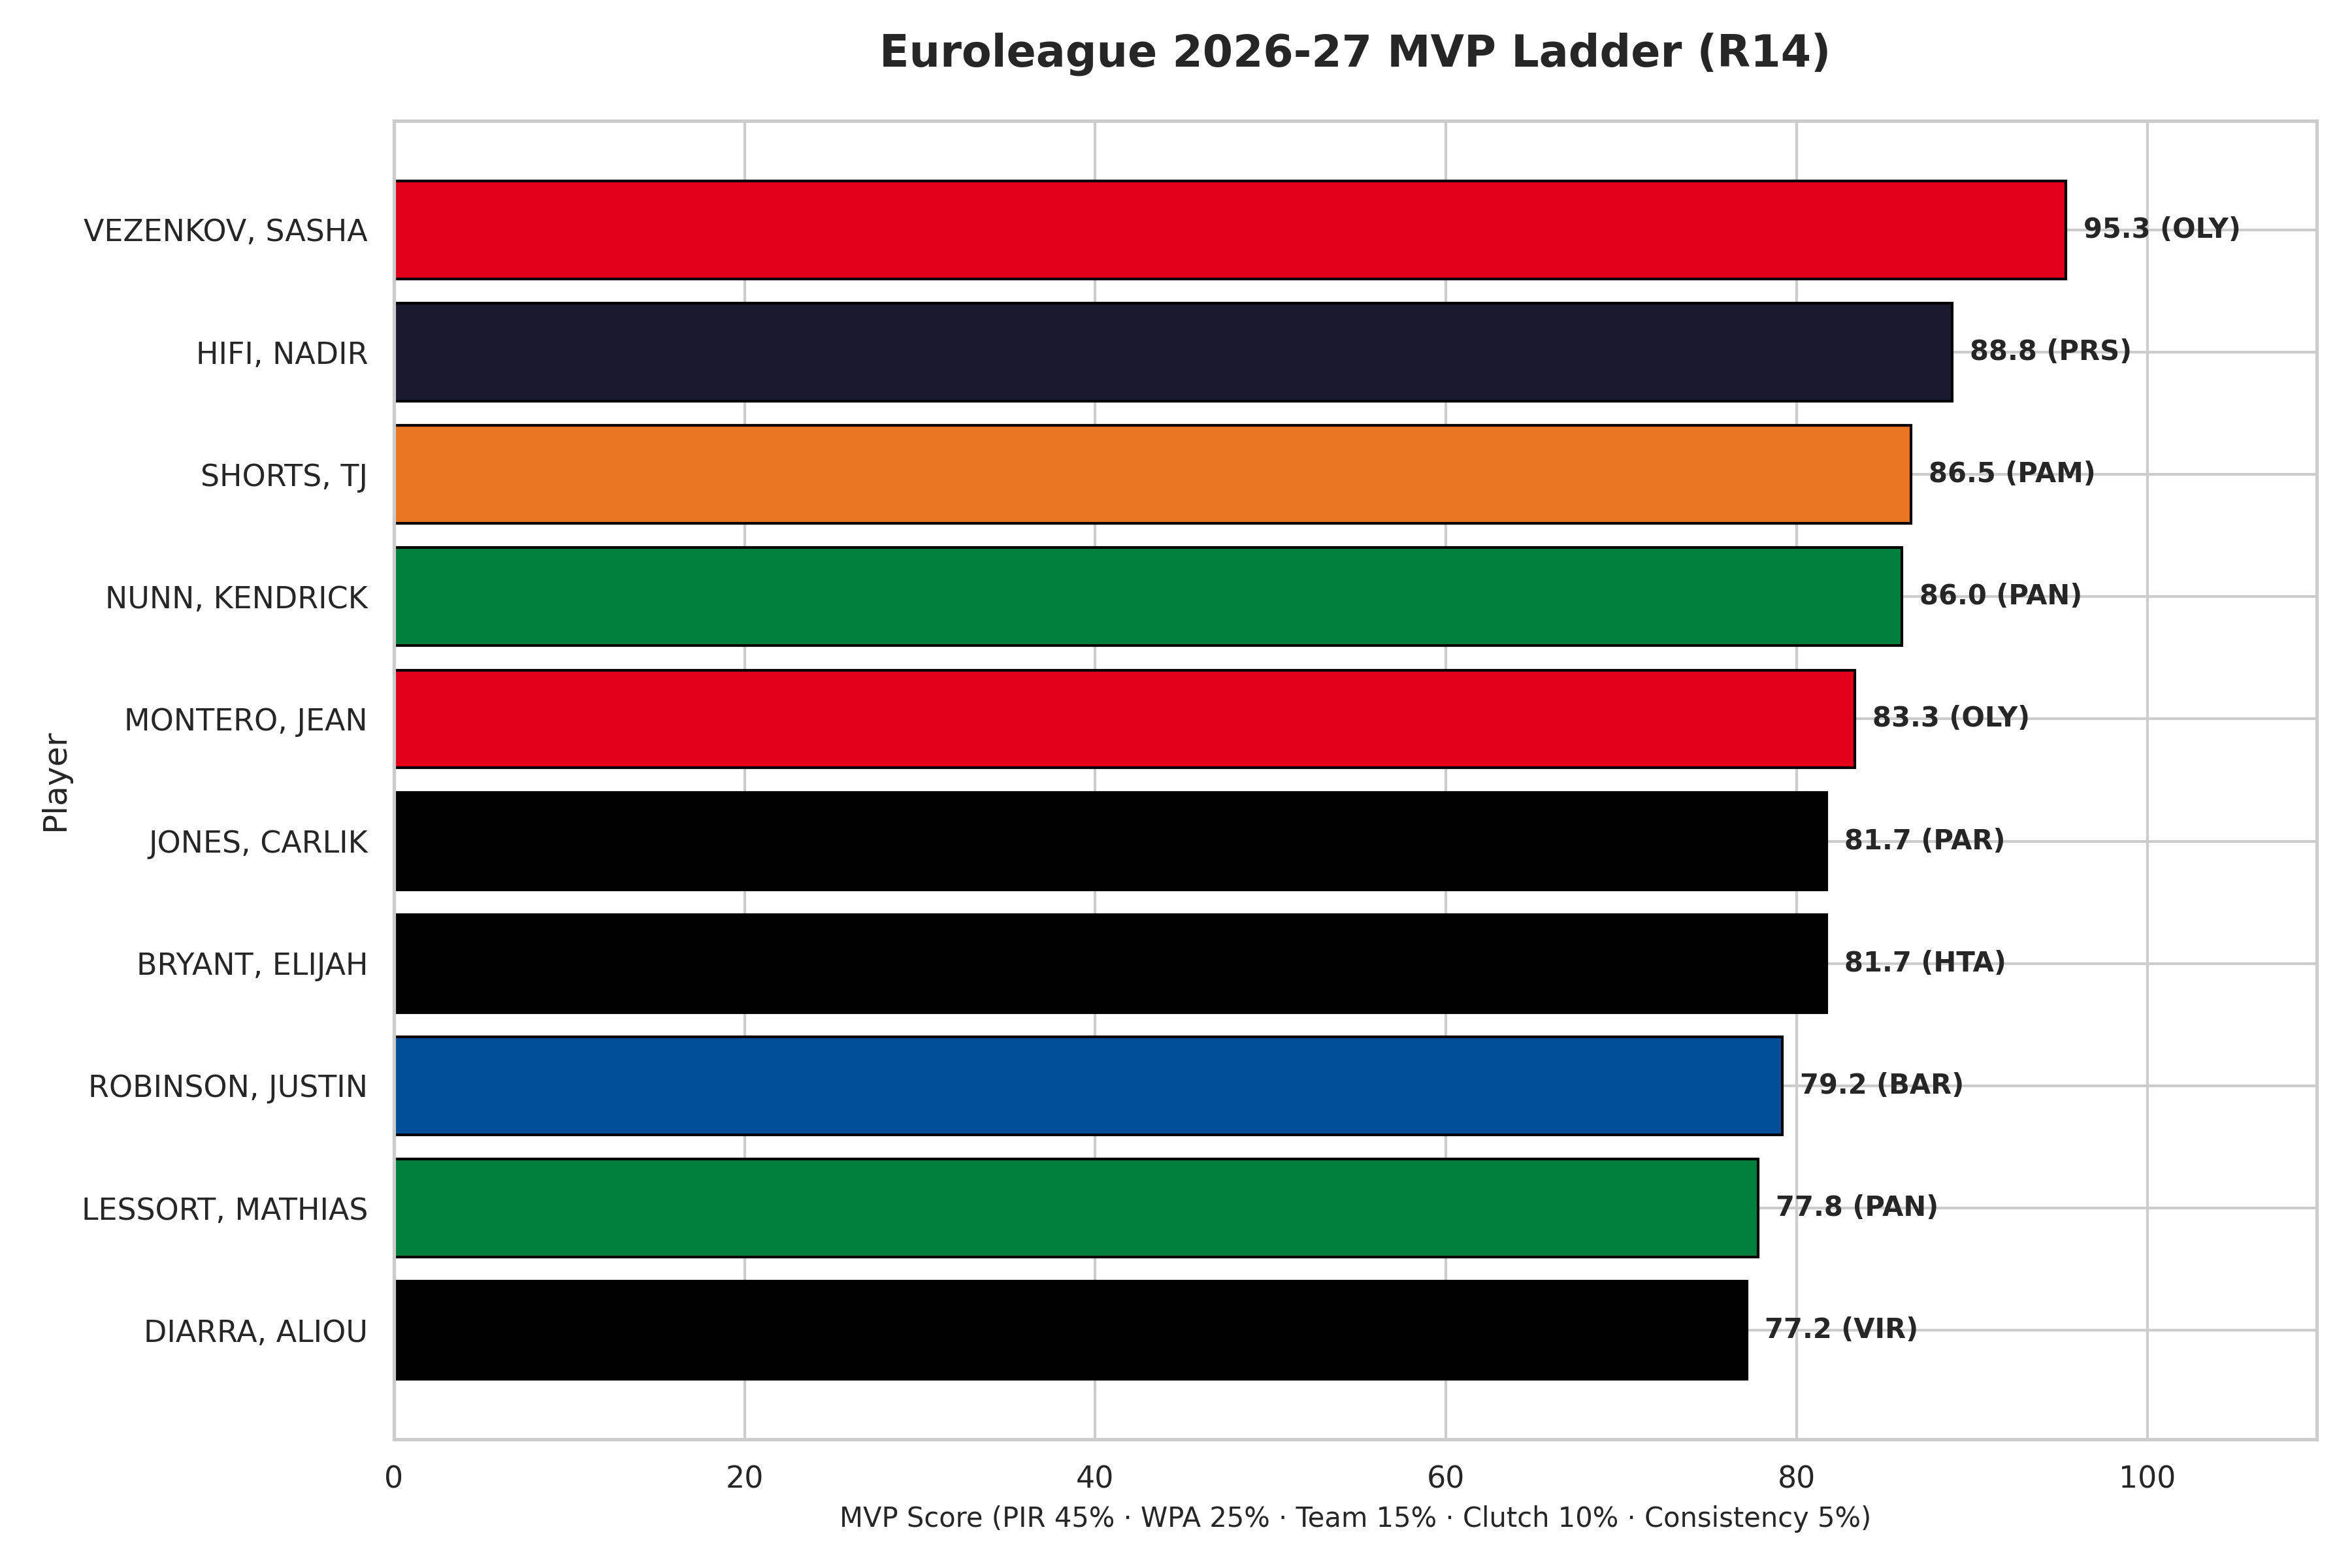 Euroleague 2026-27 MVP Ladder (R14)
Player
VEZENKOV, SASHA 95.3 (OLY)
HIFI, NADIR 88.8 (PRS)
SHORTS, TJ 86.5 (PAM)
NUNN, KENDRICK 86.0 (PAN)
MONTERO, JEAN 83.3 (OLY)
JONES, CARLIK 81.7 (PAR)
BRYANT, ELIJAH 81.7 (HTA)
ROBINSON, JUSTIN 79.2 (BAR)
LESSORT, MATHIAS 77.8 (PAN)
DIARRA, ALIOU 77.2 (VIR)
0 20 40 60 80 100
MVP Score (PIR 45% · WPA 25% · Team 15% · Clutch 10% · Consistency 5%)